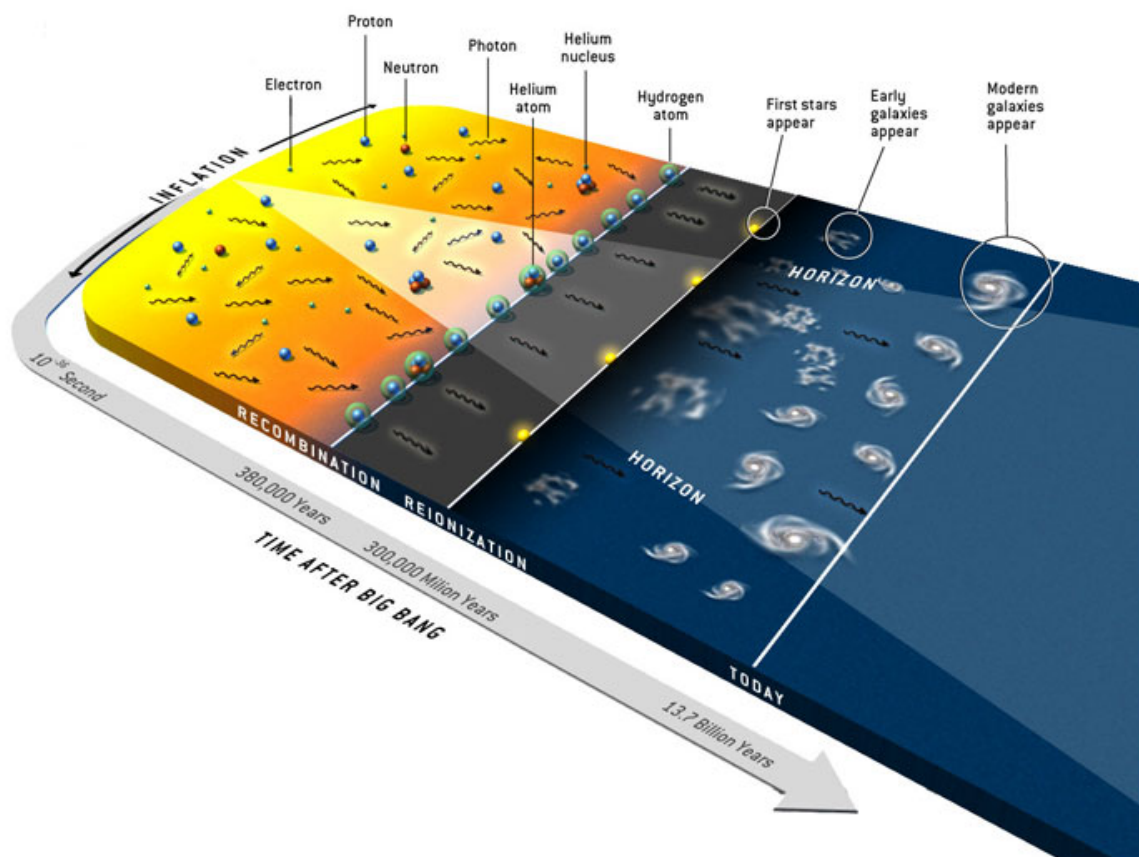 Proton
Neutron
Electron
Photon
Helium
nucleus
Helium
atom
Hydrogen
atom
First stars
appear
Early
galaxies
appear
Modern
galaxies
appear
INFLATION
HORIZON
HORIZON
10 -36 Second
RECOMBINATION
380,000 Years
REIONIZATION
300,000 Milion Years
TIME AFTER BIG BANG
TODAY
13.7 Billion Years